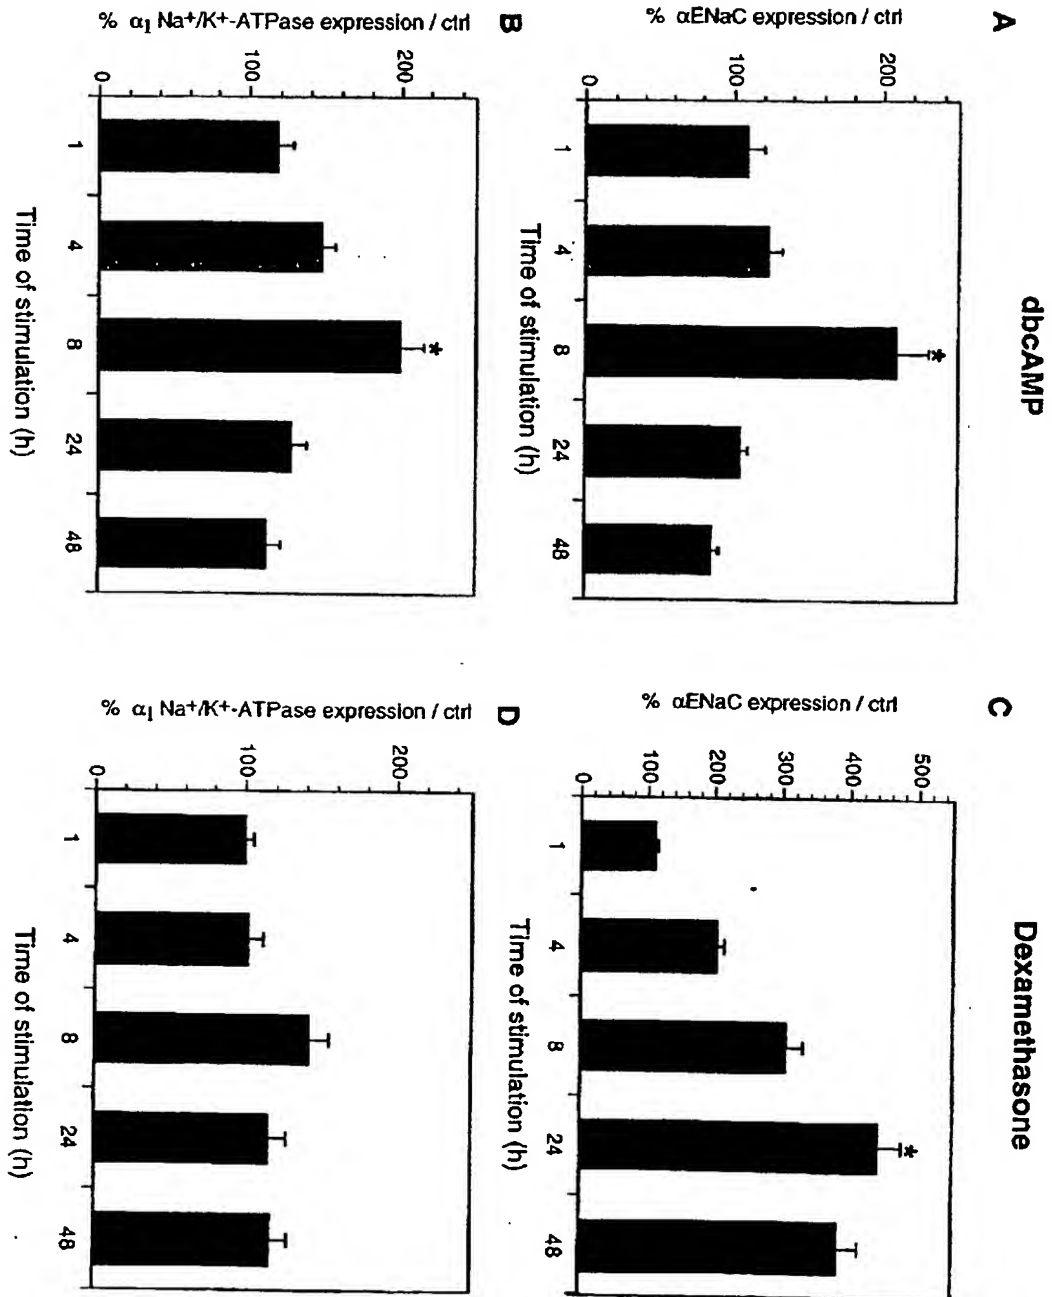 dbcAMP
A
% αENaC expression / ctrl
200
100
0
1 4 8 24 48
*
Time of stimulation (h)
B
% α1 Na+/K+-ATPase expression / ctrl
200
100
0
1 4 8 24 48
*
Time of stimulation (h)
Dexamethasone
C
% αENaC expression / ctrl
500
400
300
200
100
0
1 4 8 24 48
*
Time of stimulation (h)
D
% α1 Na+/K+-ATPase expression / ctrl
200
100
0
1 4 8 24 48
Time of stimulation (h)